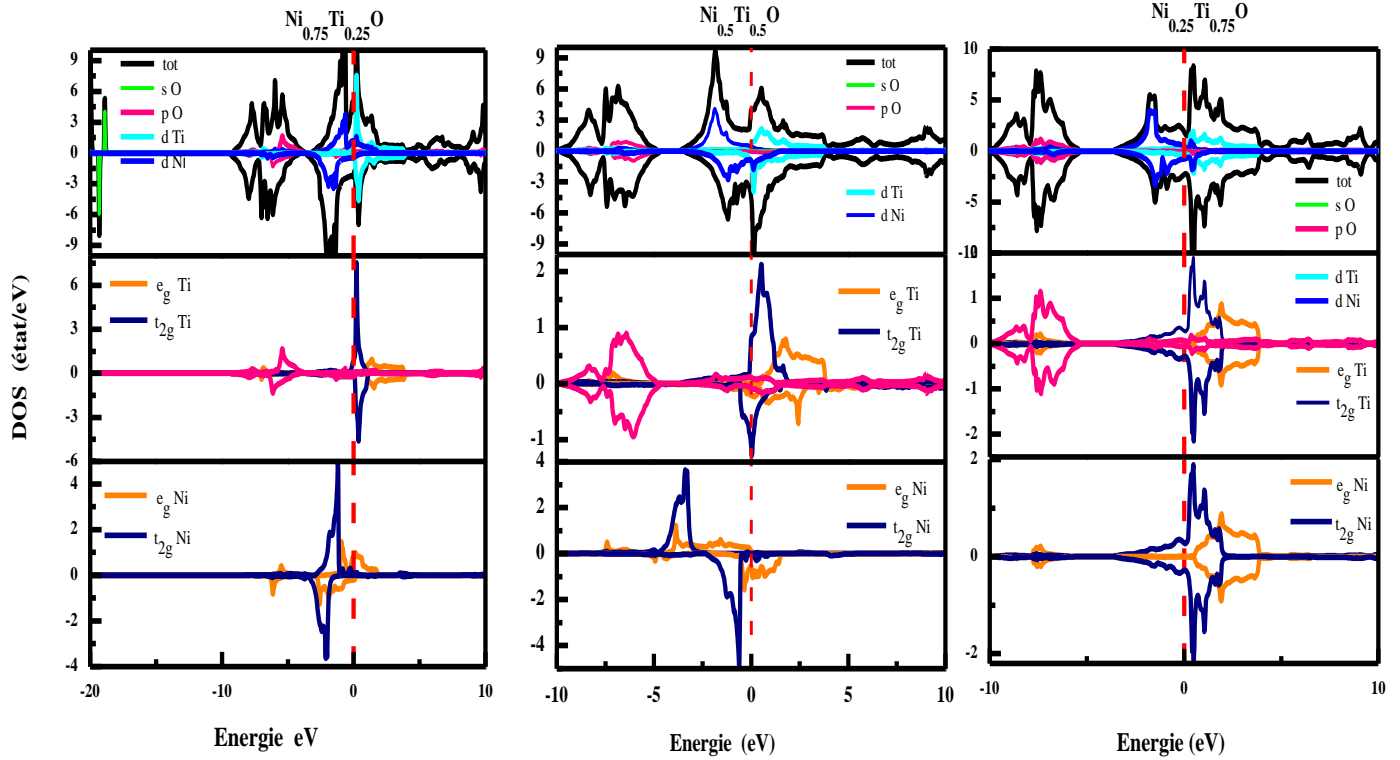 Ni0.75Ti0.25O
Ni0.5Ti0.5O
Ni0.25Ti0.75O
DOS (état/eV)
9
6
3
0
-3
-6
-9
tot
s O
p O
d Ti
d Ni
6
3
0
-3
-6
eg Ti
t2g Ti
4
2
0
-2
-4
eg Ni
t2g Ni
-20
-10
0
10
Energie eV
9
6
3
0
-3
-6
-9
tot
s O
p O
d Ti
d Ni
2
1
0
-1
eg Ti
t2g Ti
4
2
0
-2
-4
eg Ni
t2g Ni
-10
-5
0
5
10
Energie (eV)
10
5
0
-5
-10
tot
s O
p O
1
0
-1
-2
d Ti
d Ni
eg Ti
t2g Ti
2
0
-2
eg Ni
t2g Ni
-10
0
10
Energie (eV)